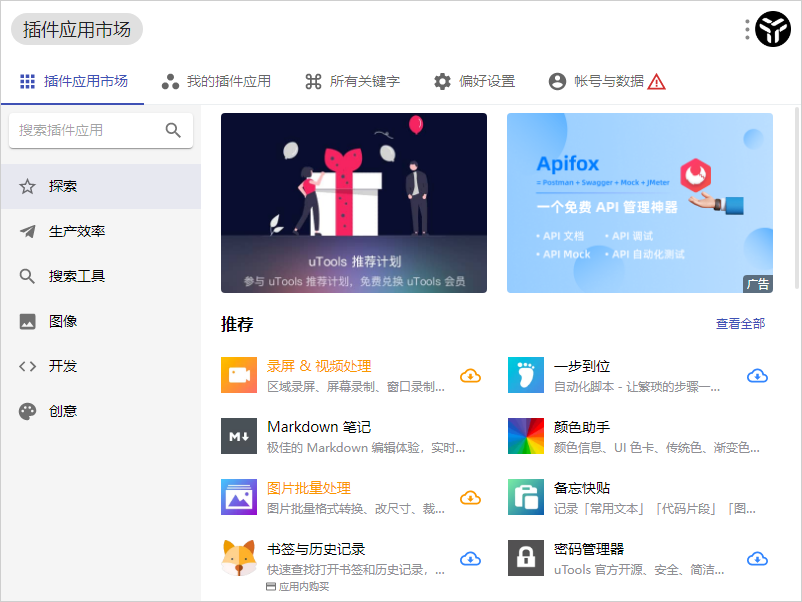 插件应用市场
插件应用市场
我的插件应用
所有关键字
偏好设置
帐号与数据
搜索插件应用
探索
生产效率
搜索工具
图像
开发
创意
uTools 推荐计划
参与 uTools 推荐计划，免费兑换 uTools 会员
Apifox
= Postman + Swagger + Mock + JMeter
一个免费 API 管理神器
• API 文档 • API 调试
• API Mock • API 自动化测试
广告
推荐
查看全部
录屏 & 视频处理
区域录屏、屏幕录制、窗口录制...
一步到位
自动化脚本 - 让繁琐的步骤一...
M↓
Markdown 笔记
极佳的 Markdown 编辑体验，实时...
颜色助手
颜色信息、UI 色卡、传统色、渐变色...
图片批量处理
图片批量格式转换、改尺寸、裁...
备忘快贴
记录「常用文本」「代码片段」「图...
书签与历史记录
快速查找打开书签和历史记录，...
应用内购买
密码管理器
uTools 官方开源、安全、简洁...